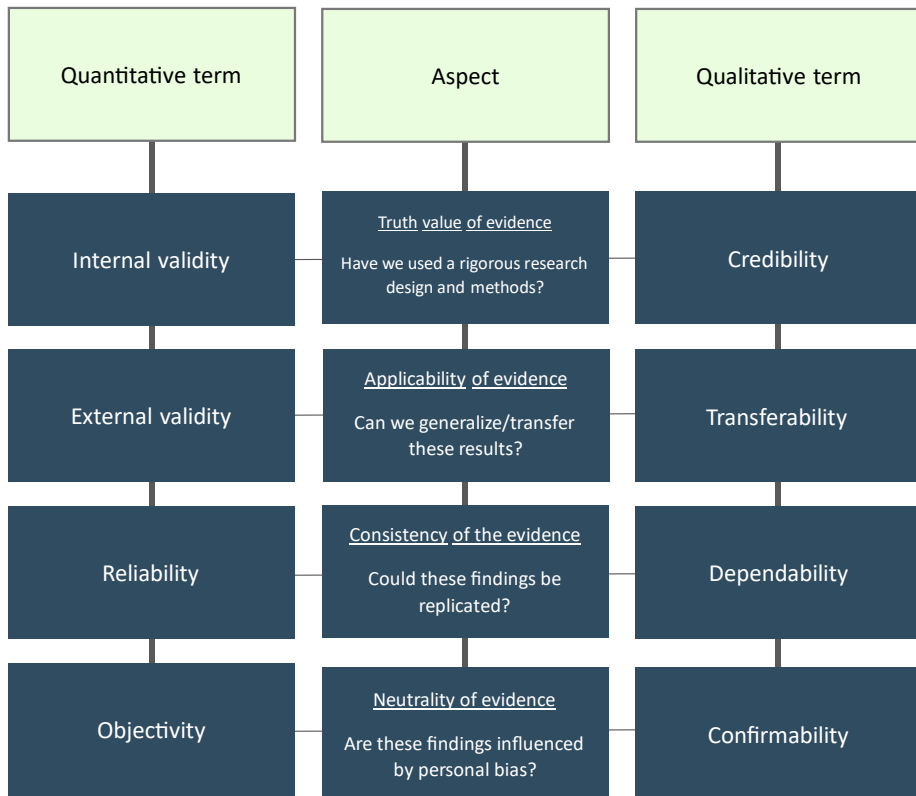 Quantitative term
Aspect
Qualitative term
Internal validity
Truth value of evidence
Have we used a rigorous research
design and methods?
Credibility
External validity
Applicability of evidence
Can we generalize/transfer
these results?
Transferability
Reliability
Consistency of the evidence
Could these findings be
replicated?
Dependability
Objectivity
Neutrality of evidence
Are these findings influenced
by personal bias?
Confirmability